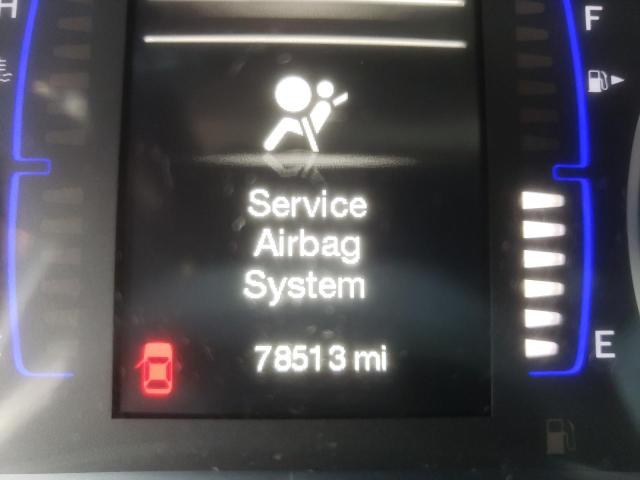 H
F
Service
Airbag
System
78513 mi
E